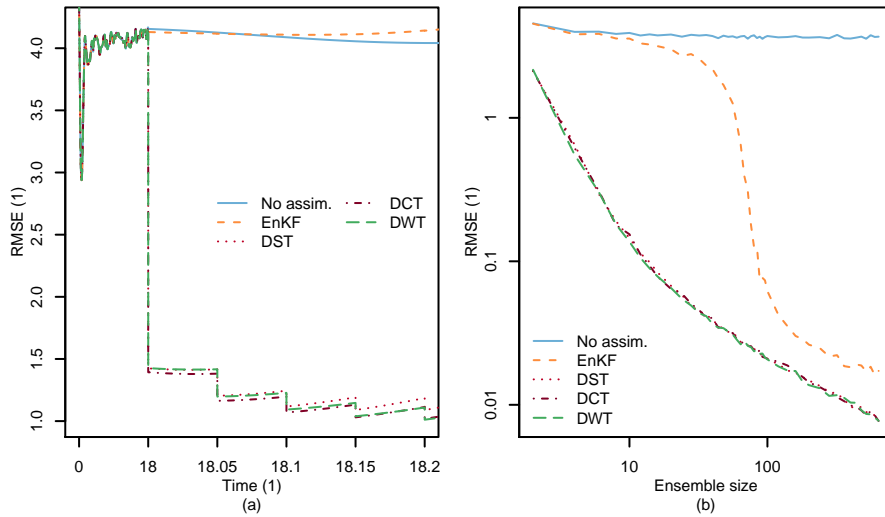 RMSE (1)
4.0
3.5
3.0
2.5
2.0
1.5
1.0
No assim.
EnKF
DST
DCT
DWT
0
18
18.05
18.1
18.15
18.2
Time (1)
(a)
RMSE (1)
1
0.1
0.01
No assim.
EnKF
DST
DCT
DWT
10
100
Ensemble size
(b)